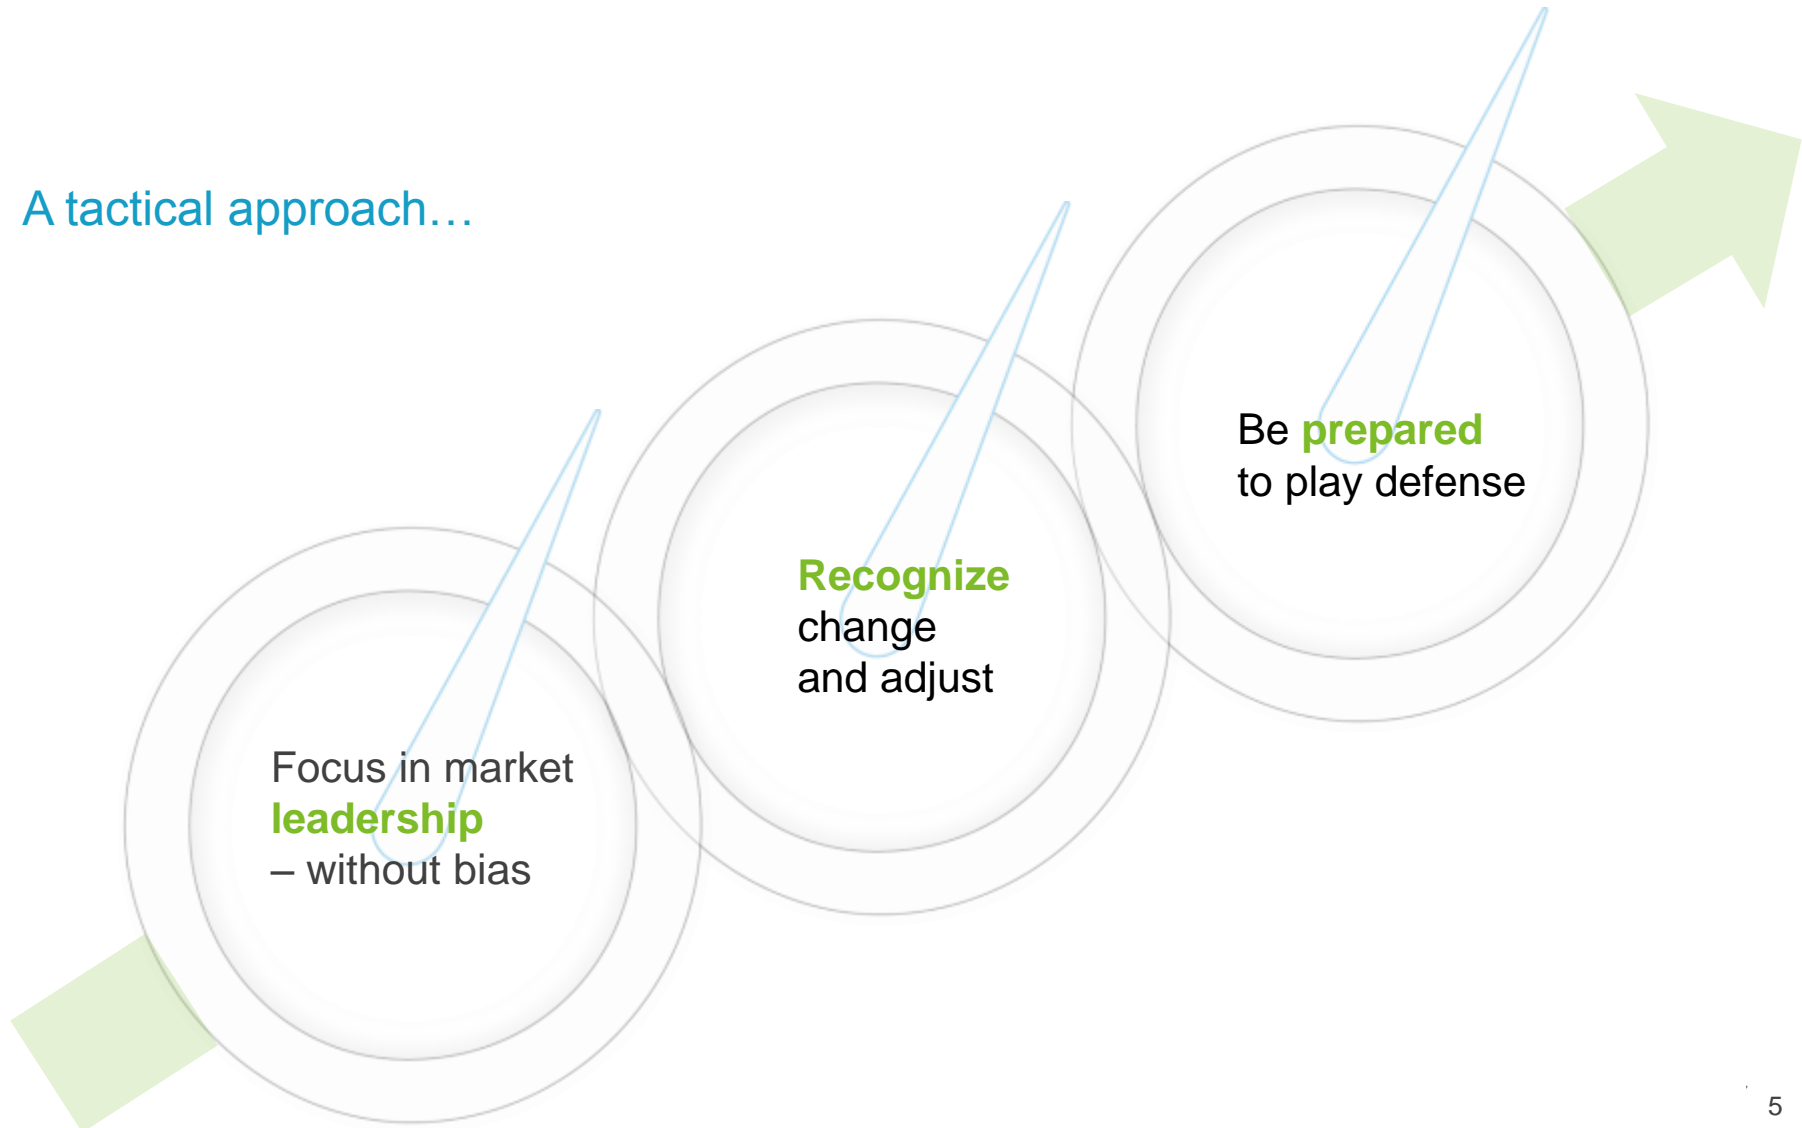 A tactical approach…
Focus in market
leadership
– without bias
Recognize
change
and adjust
Be prepared
to play defense
5